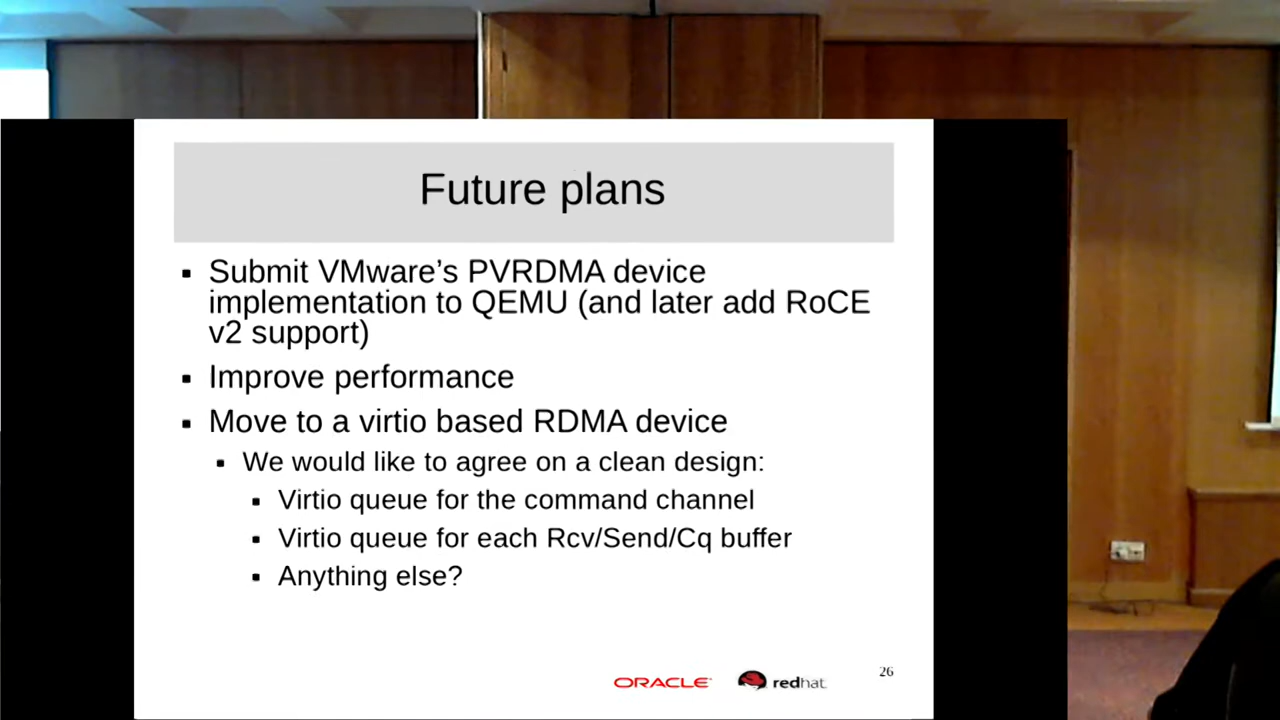 Future plans
Submit VMware’s PVRDMA device
implementation to QEMU (and later add RoCE
v2 support)
Improve performance
Move to a virtio based RDMA device
We would like to agree on a clean design:
Virtio queue for the command channel
Virtio queue for each Rcv/Send/Cq buffer
Anything else?
ORACLE
redhat
26